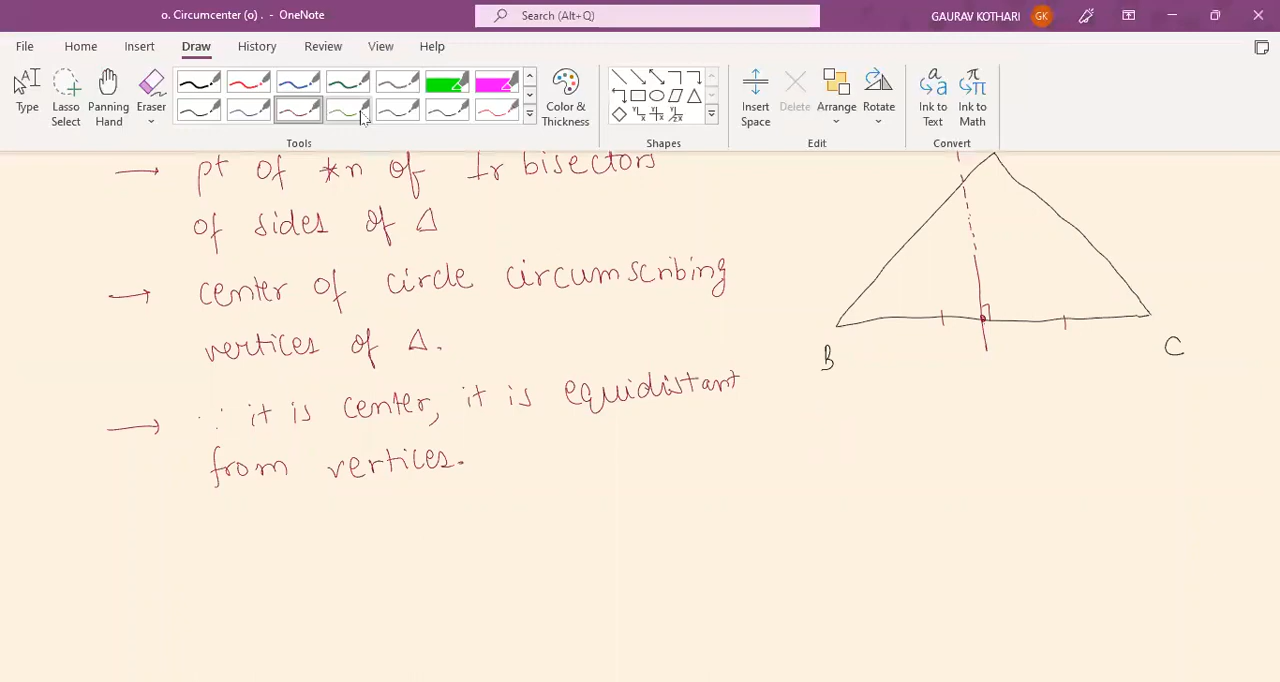 o. Circumcenter (o) . - OneNote
Search (Alt+Q)
GAURAV KOTHARI GK
File Home Insert Draw History Review View Help
Type
Lasso Select
Panning Hand
Eraser
Color & Thickness
Insert Space
Delete
Arrange
Rotate
Ink to Text
Ink to Math
Tools
Shapes
Edit
Convert
→ pt of *n of ⊥r bisectors
of sides of Δ
→ center of circle circumscribing
vertices of Δ.
→ ∵ it is center, it is equidistant
from vertices.
B
C